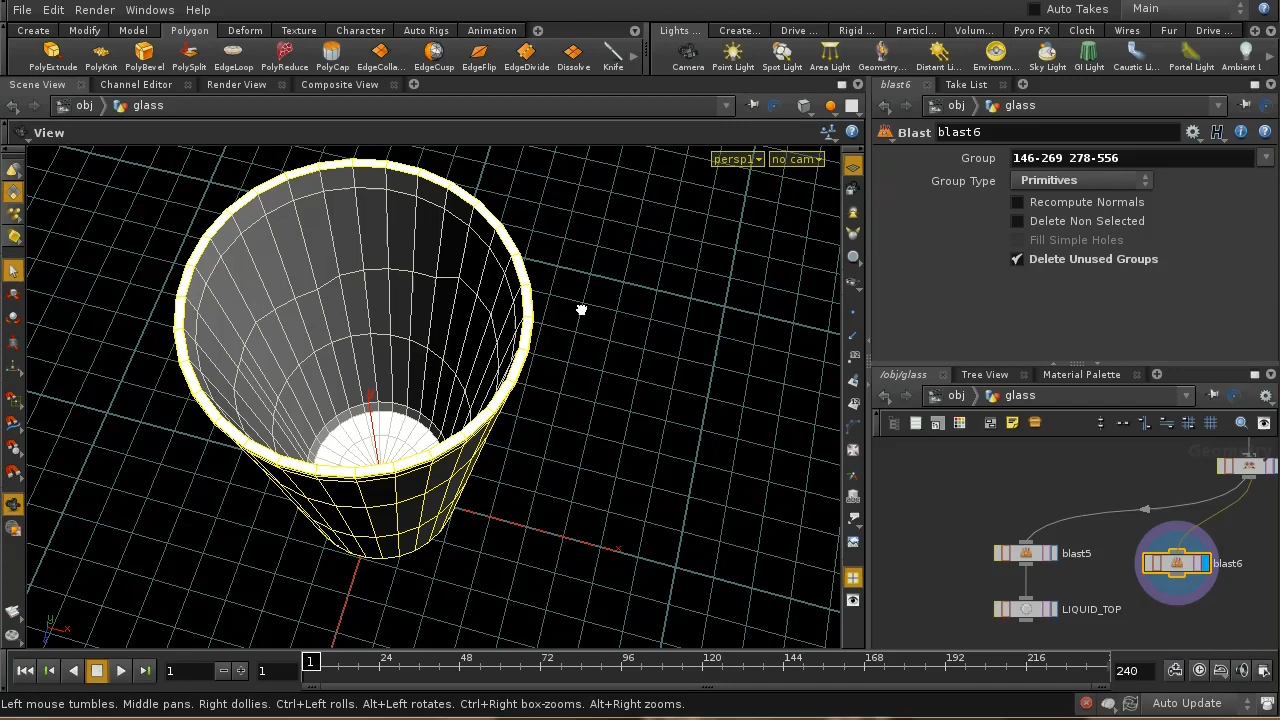 File Edit Render Windows Help
Auto Takes Main
Create Modify Model Polygon Deform Texture Character Auto Rigs Animation
Lights ... Create... Drive ... Rigid ... Particl... Volum... Pyro FX Cloth Wires Fur Drive ...
PolyExtrude PolyKnit PolyBevel PolySplit EdgeLoop PolyReduce PolyCap EdgeColla... EdgeCusp EdgeFlip EdgeDivide Dissolve Knife
Camera Point Light Spot Light Area Light Geometry... Distant Li... Environm... Sky Light GI Light Caustic Li... Portal Light Ambient L
Scene View Channel Editor Render View Composite View
blast6 Take List
obj glass
obj glass
View
Blast blast6
persp1 no cam
Group 146-269 278-556
Group Type Primitives
Recompute Normals
Delete Non Selected
Fill Simple Holes
Delete Unused Groups
/obj/glass Tree View Material Palette
obj glass
Geometry
blast5
blast6
LIQUID_TOP
x
y
x
1 1 1 24 48 72 96 120 144 168 192 216 240
Left mouse tumbles. Middle pans. Right dollies. Ctrl+Left rolls. Alt+Left rotates. Ctrl+Right box-zooms. Alt+Right zooms.
Auto Update